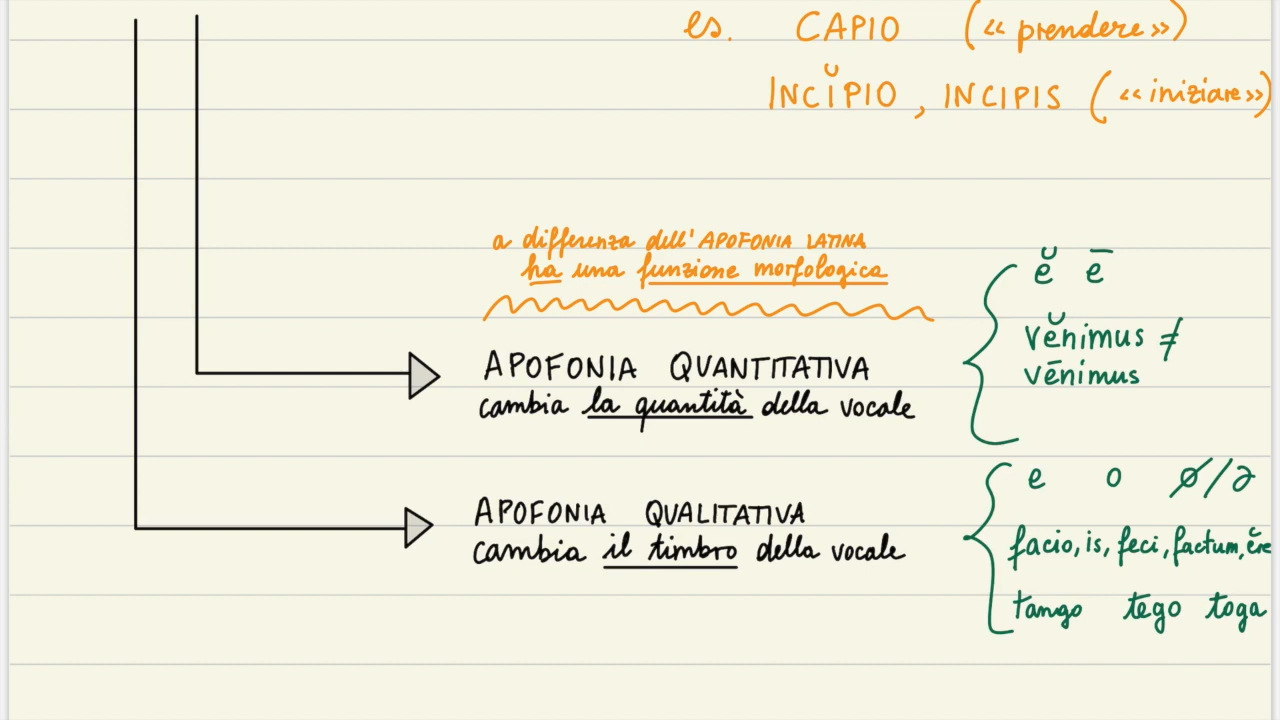 es. CAPIO (« prendere »)
INCĬPIO, INCIPIS (« iniziare »)
a differenza dell'APOFONIA LATINA
ha una funzione morfologica
ĕ ē
vĕnimus ≠
vēnimus
APOFONIA QUANTITATIVA
cambia la quantità della vocale
e o ø/∂
APOFONIA QUALITATIVA
cambia il timbro della vocale
facio, is, feci, factum, ĕre
tango tego toga